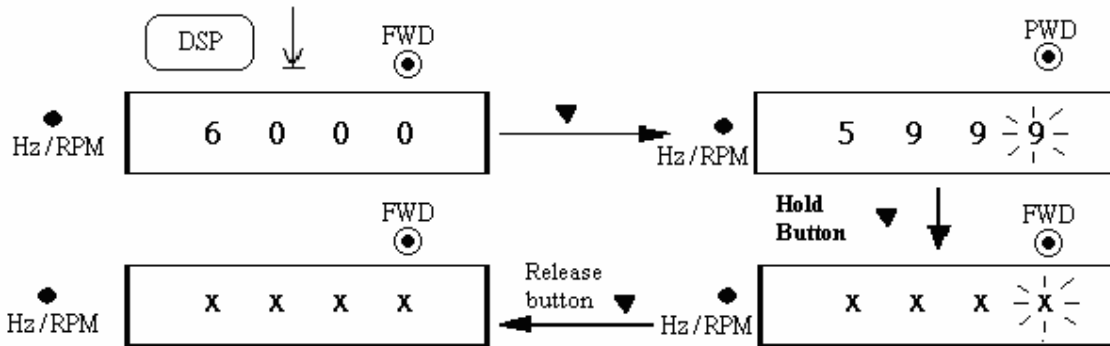 DSP
FWD
PWD
Hz/RPM
6 0 0 0
Hz/RPM
5 9 9 9
Hold
Button
FWD
FWD
Hz/RPM
x x x x
Release
button
Hz/RPM
x x x x